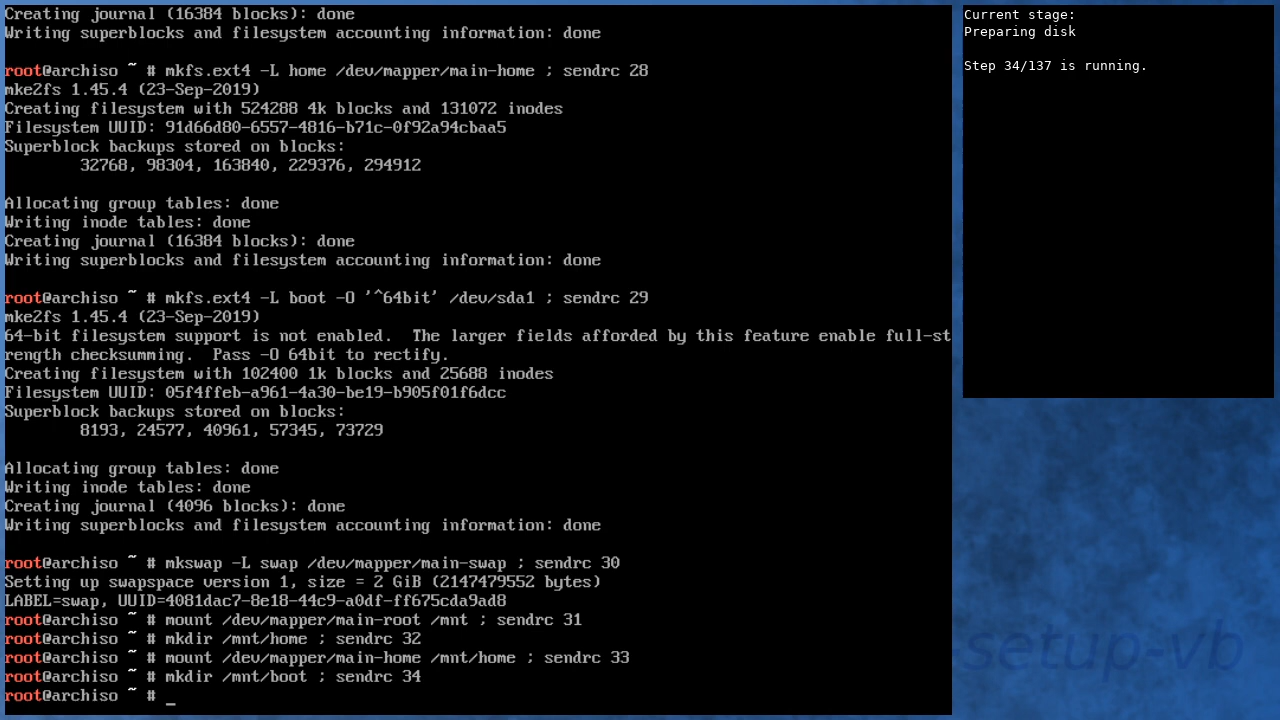 Creating journal (16384 blocks): done
Writing superblocks and filesystem accounting information: done
root@archiso ~ # mkfs.ext4 -L home /dev/mapper/main-home ; sendrc 28
mke2fs 1.45.4 (23-Sep-2019)
Creating filesystem with 524288 4k blocks and 131072 inodes
Filesystem UUID: 91d66d80-6557-4816-b71c-0f92a94cbaa5
Superblock backups stored on blocks:
        32768, 98304, 163840, 229376, 294912
Allocating group tables: done
Writing inode tables: done
Creating journal (16384 blocks): done
Writing superblocks and filesystem accounting information: done
root@archiso ~ # mkfs.ext4 -L boot -O '^64bit' /dev/sda1 ; sendrc 29
mke2fs 1.45.4 (23-Sep-2019)
64-bit filesystem support is not enabled.  The larger fields afforded by this feature enable full-st
rength checksumming.  Pass -O 64bit to rectify.
Creating filesystem with 102400 1k blocks and 25688 inodes
Filesystem UUID: 05f4ffeb-a961-4a30-be19-b905f01f6dcc
Superblock backups stored on blocks:
        8193, 24577, 40961, 57345, 73729
Allocating group tables: done
Writing inode tables: done
Creating journal (4096 blocks): done
Writing superblocks and filesystem accounting information: done
root@archiso ~ # mkswap -L swap /dev/mapper/main-swap ; sendrc 30
Setting up swapspace version 1, size = 2 GiB (2147479552 bytes)
LABEL=swap, UUID=4081dac7-8e18-44c9-a0df-ff675cda9ad8
root@archiso ~ # mount /dev/mapper/main-root /mnt ; sendrc 31
root@archiso ~ # mkdir /mnt/home ; sendrc 32
root@archiso ~ # mount /dev/mapper/main-home /mnt/home ; sendrc 33
root@archiso ~ # mkdir /mnt/boot ; sendrc 34
root@archiso ~ # _
Current stage:
Preparing disk
Step 34/137 is running.
-setup-vb